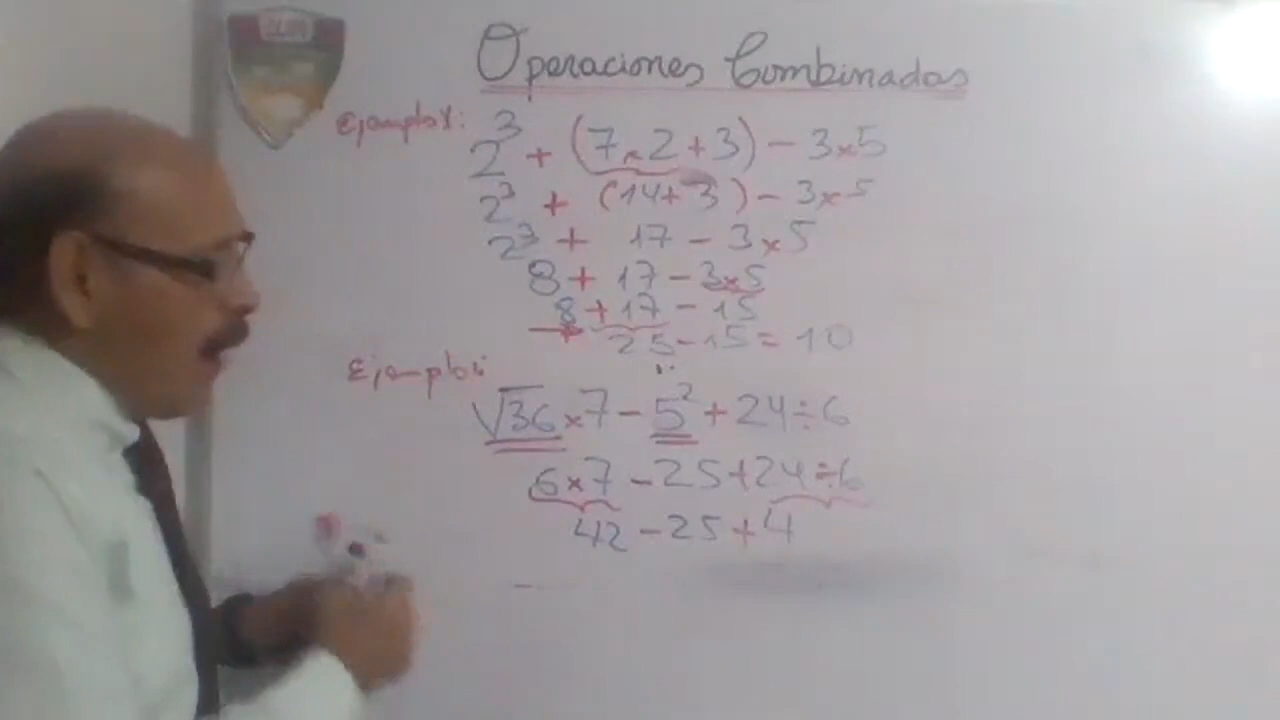 Operaciones Combinadas
Ejemplo:
2³ + (7 × 2 + 3) - 3 × 5
2³ + (14 + 3) - 3 × 5
2³ + 17 - 3 × 5
8 + 17 - 3 × 5
8 + 17 - 15
25 - 15 = 10
Ejemplo:
√36 × 7 - 5² + 24 ÷ 6
6 × 7 - 25 + 24 ÷ 6
42 - 25 + 4